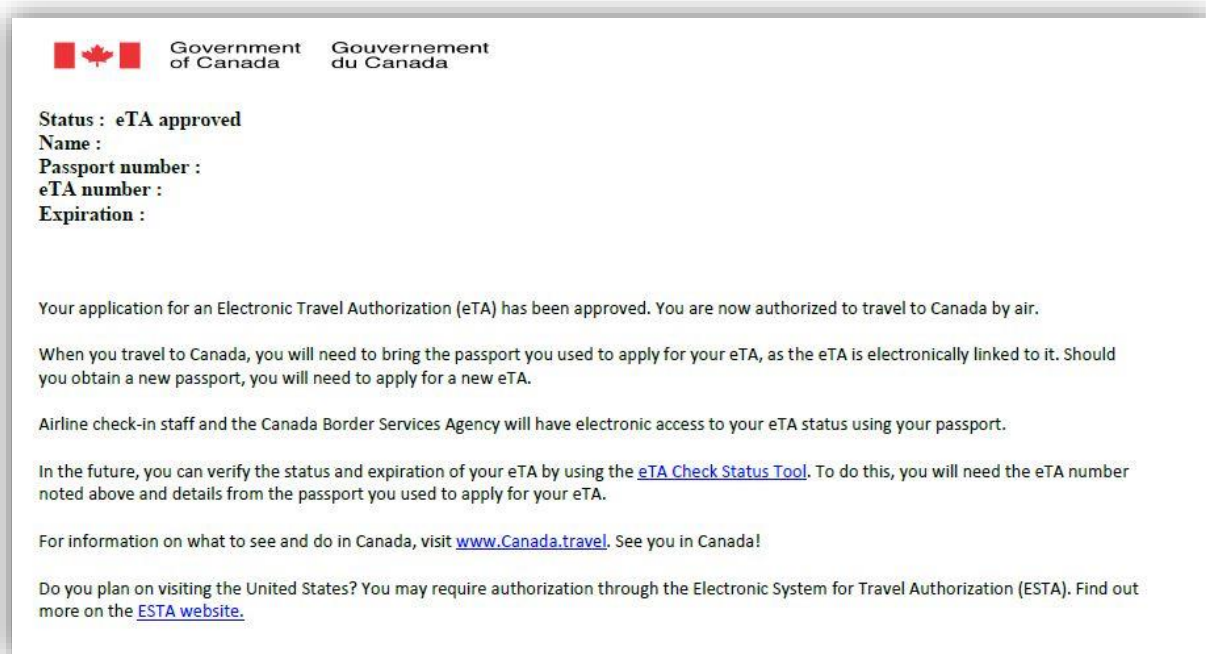 Government Gouvernement
of Canada du Canada
Status : eTA approved
Name :
Passport number :
eTA number :
Expiration :
Your application for an Electronic Travel Authorization (eTA) has been approved. You are now authorized to travel to Canada by air.
When you travel to Canada, you will need to bring the passport you used to apply for your eTA, as the eTA is electronically linked to it. Should
you obtain a new passport, you will need to apply for a new eTA.
Airline check-in staff and the Canada Border Services Agency will have electronic access to your eTA status using your passport.
In the future, you can verify the status and expiration of your eTA by using the eTA Check Status Tool. To do this, you will need the eTA number
noted above and details from the passport you used to apply for your eTA.
For information on what to see and do in Canada, visit www.Canada.travel. See you in Canada!
Do you plan on visiting the United States? You may require authorization through the Electronic System for Travel Authorization (ESTA). Find out
more on the ESTA website.